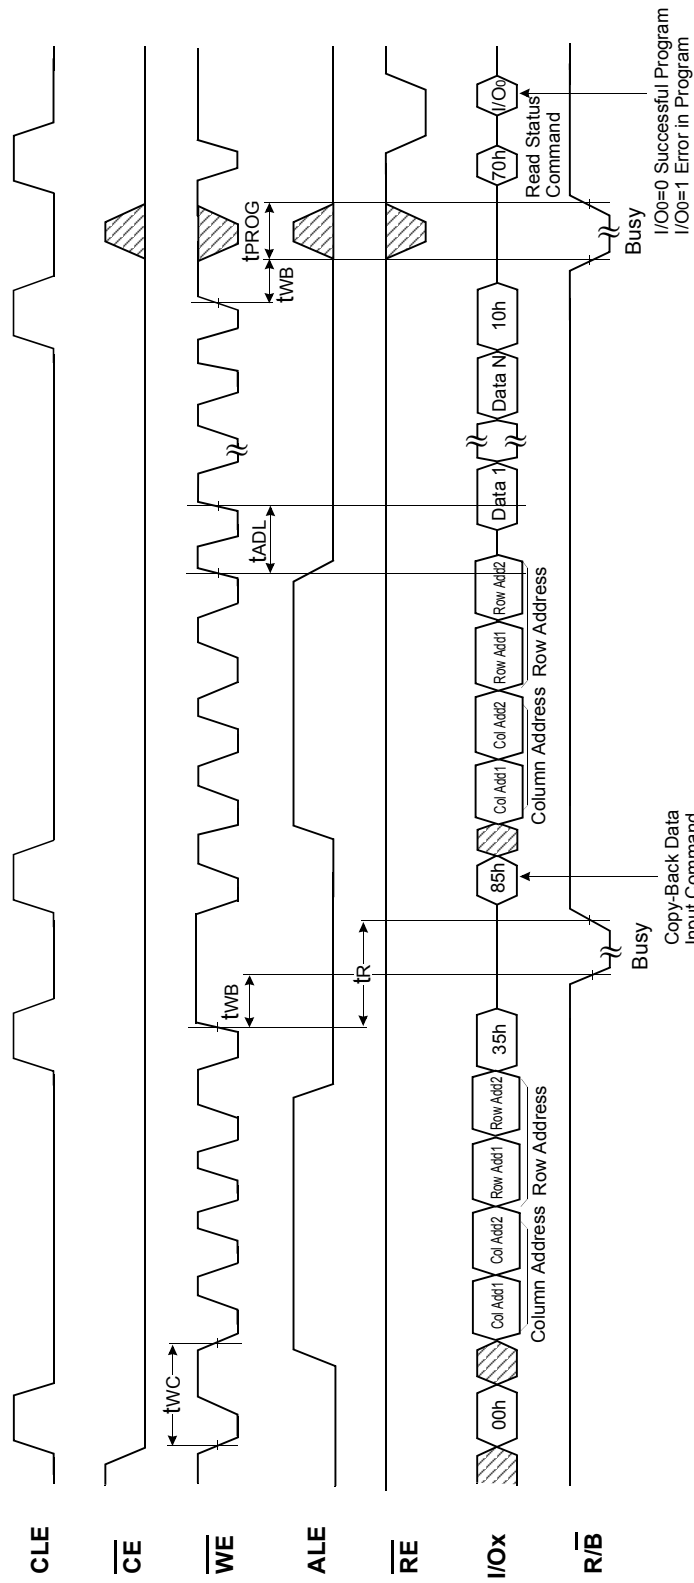 CLE
CE
tWC
WE
tWB
tADL
tWB
tPROG
ALE
tR
RE
I/Ox
00h
Col Add1
Col Add2
Row Add1
Row Add2
35h
85h
Col Add1
Col Add2
Row Add1
Row Add2
Data 1
Data N
10h
70h
I/O0
Column Address
Row Address
Column Address
Row Address
Read Status
Command
R/B
Busy
Busy
Copy-Back Data
Input Command
I/O0=0 Successful Program
I/O0=1 Error in Program